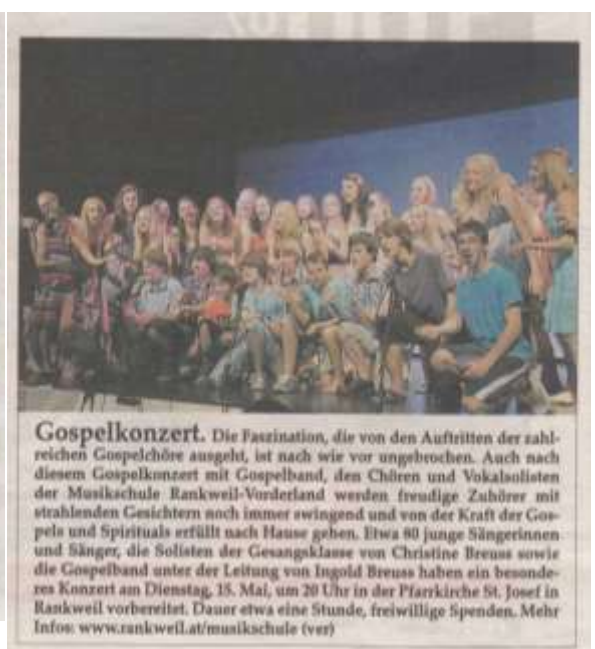 Gospelkonzert. Die Faszination, die von den Auftritten der zahl-
reichen Gospelchöre ausgeht, ist nach wie vor ungebrochen. Auch nach
diesem Gospelkonzert mit Gospelband, den Chören und Vokalsolisten
der Musikschule Rankweil-Vorderland werden freudige Zuhörer mit
strahlenden Gesichtern noch immer swingend und von der Kraft der Gos-
pels und Spirituals erfüllt nach Hause gehen. Etwa 80 junge Sängerinnen
und Sänger, die Solisten der Gesangsklasse von Christine Breuss sowie
die Gospelband unter der Leitung von Ingold Breuss haben ein besonde-
res Konzert am Dienstag, 15. Mai, um 20 Uhr in der Pfarrkirche St. Josef in
Rankweil vorbereitet. Dauer etwa eine Stunde, freiwillige Spenden. Mehr
Infos: www.rankweil.at/musikschule (ver)